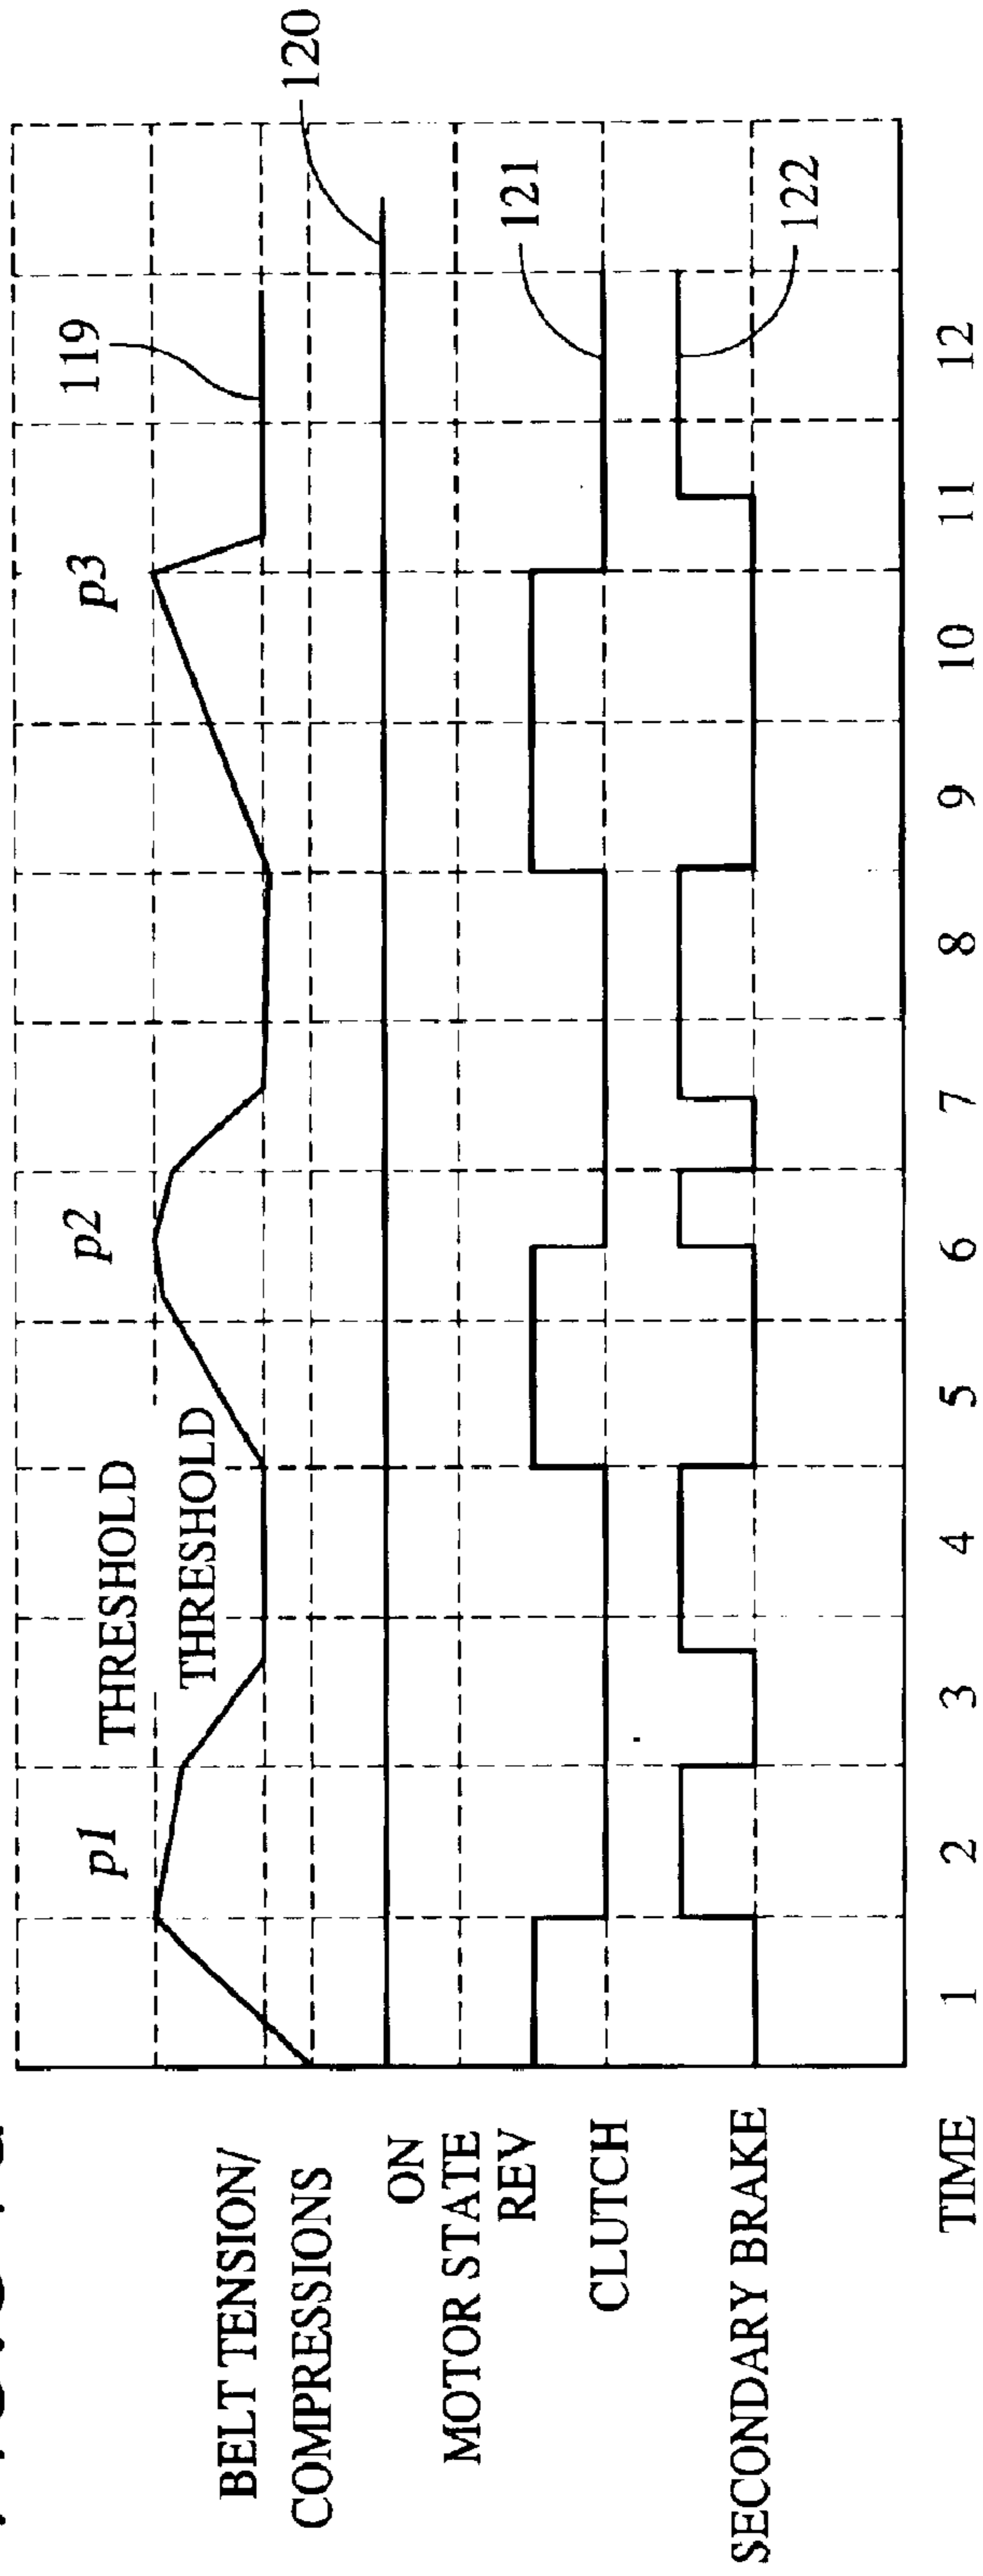 p1
p2
p3
119
120
THRESHOLD
THRESHOLD
BELT TENSION/
COMPRESSIONS
ON
MOTOR STATE
REV
121
CLUTCH
122
SECONDARY BRAKE
TIME 1 2 3 4 5 6 7 8 9 10 11 12